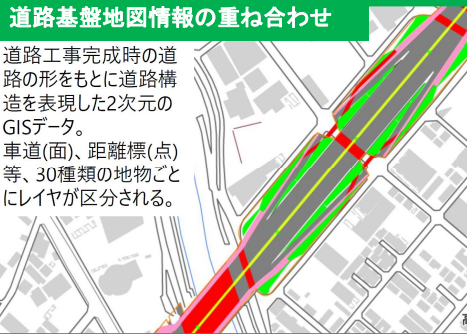 道路基盤地図情報の重ね合わせ
道路工事完成時の道
路の形をもとに道路構
造を表現した2次元の
GISデータ。
車道(面)、距離標(点)
等、30種類の地物ごと
にレイヤが区分される。